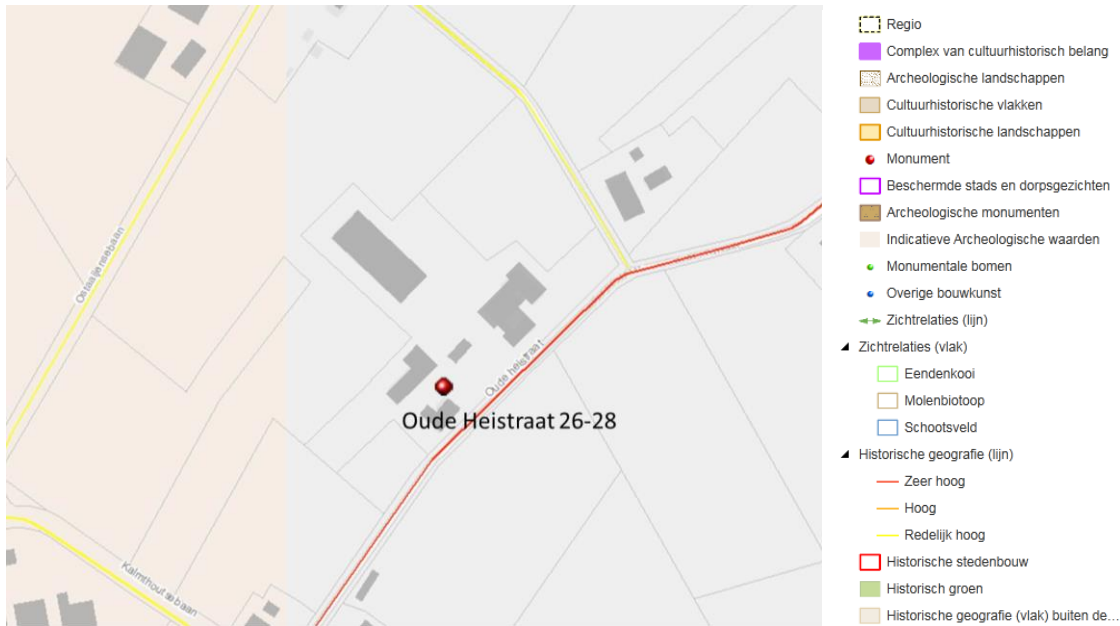 Ostaaijensebaan
Oude heistraat
Oude Heistraat 26-28
Kalmthoutsebaan
Regio
Complex van cultuurhistorisch belang
Archeologische landschappen
Cultuurhistorische vlakken
Cultuurhistorische landschappen
Monument
Beschermde stads en dorpsgezichten
Archeologische monumenten
Indicatieve Archeologische waarden
Monumentale bomen
Overige bouwkunst
Zichtrelaties (lijn)
Zichtrelaties (vlak)
Eendenkooi
Molenbiotoop
Schootsveld
Historische geografie (lijn)
Zeer hoog
Hoog
Redelijk hoog
Historische stedenbouw
Historisch groen
Historische geografie (vlak) buiten de...